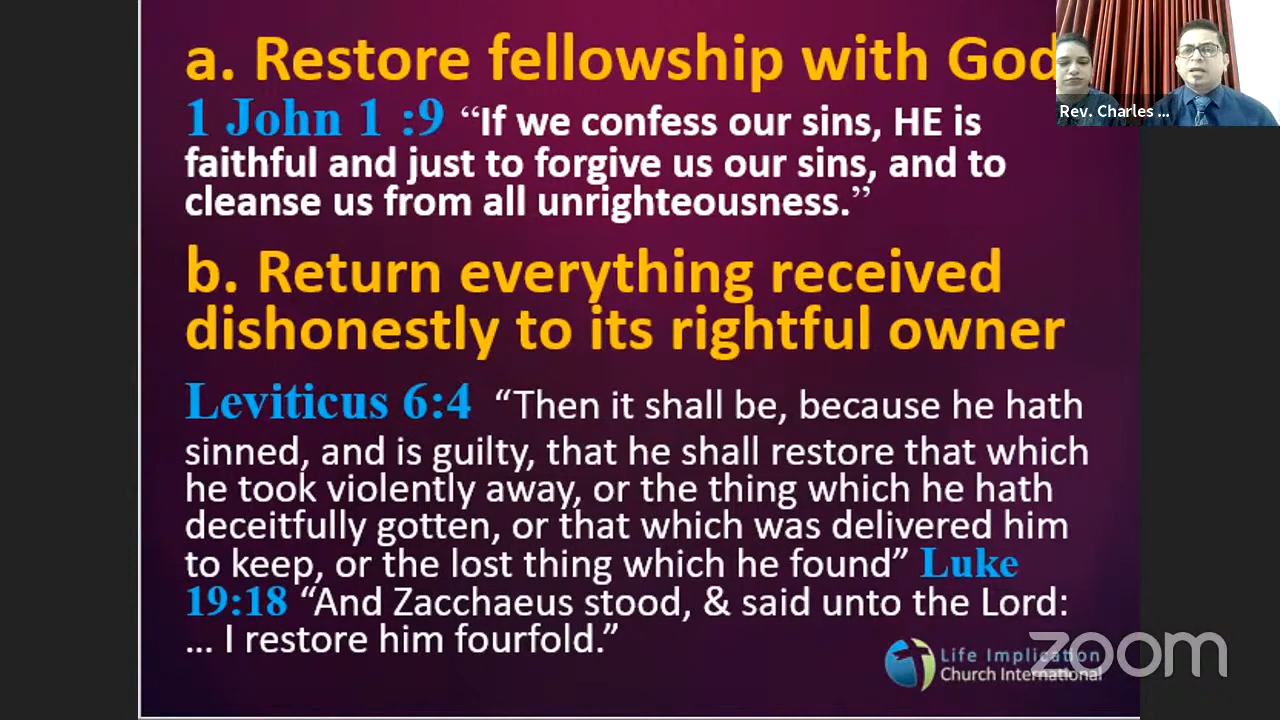 a. Restore fellowship with God
1 John 1 :9 “If we confess our sins, HE is
faithful and just to forgive us our sins, and to
cleanse us from all unrighteousness.”
b. Return everything received
dishonestly to its rightful owner
Leviticus 6:4 “Then it shall be, because he hath
sinned, and is guilty, that he shall restore that which
he took violently away, or the thing which he hath
deceitfully gotten, or that which was delivered him
to keep, or the lost thing which he found” Luke
19:18 “And Zacchaeus stood, & said unto the Lord:
... I restore him fourfold.”
Rev. Charles ...
Life Implication
Church International
zoom